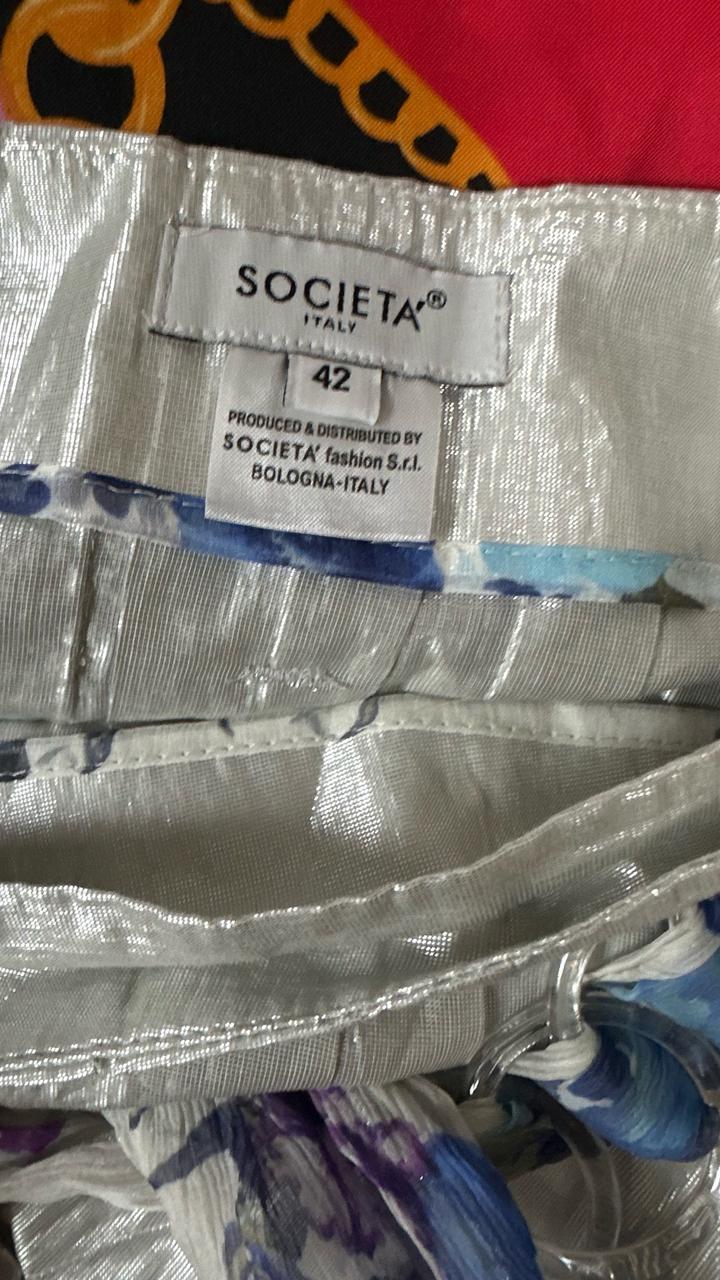 SOCIETA'®
ITALY
42
PRODUCED & DISTRIBUTED BY
SOCIETA' fashion S.r.l.
BOLOGNA-ITALY